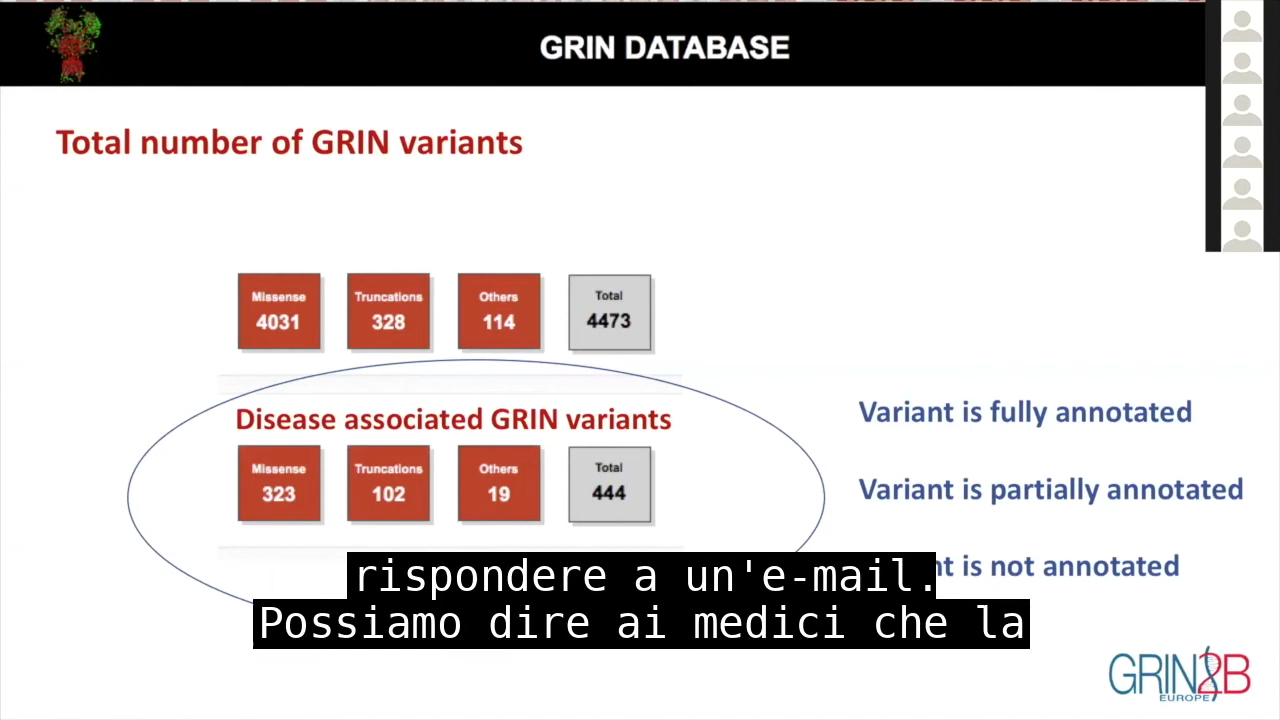 GRIN DATABASE
Total number of GRIN variants
Missense
4031
Truncations
328
Others
114
Total
4473
Disease associated GRIN variants
Missense
323
Truncations
102
Others
19
Total
444
Variant is fully annotated
Variant is partially annotated
nt is not annotated
rispondere a un'e-mail.
Possiamo dire ai medici che la
GRIN2B
EUROPE